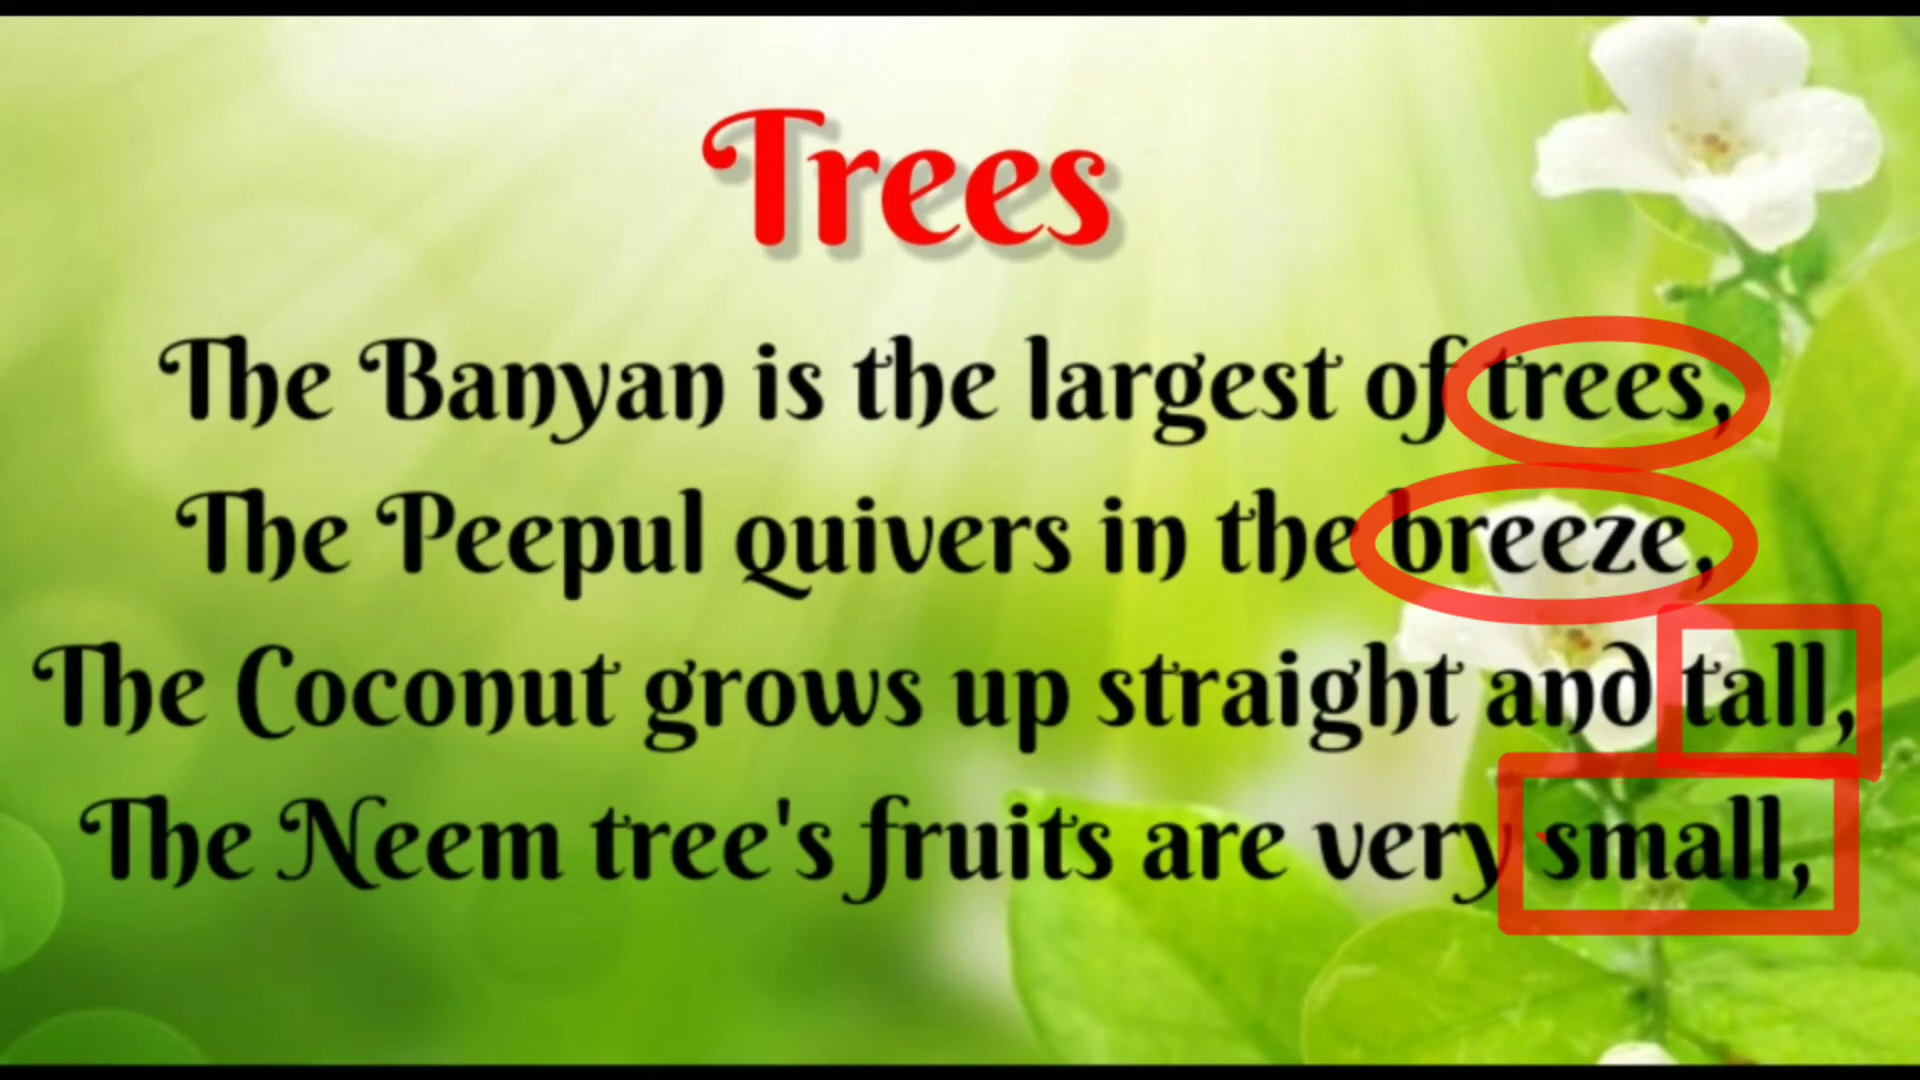 Trees
The Banyan is the largest of trees,
The Peepul quivers in the breeze,
The Coconut grows up straight and tall,
The Neem tree's fruits are very small,